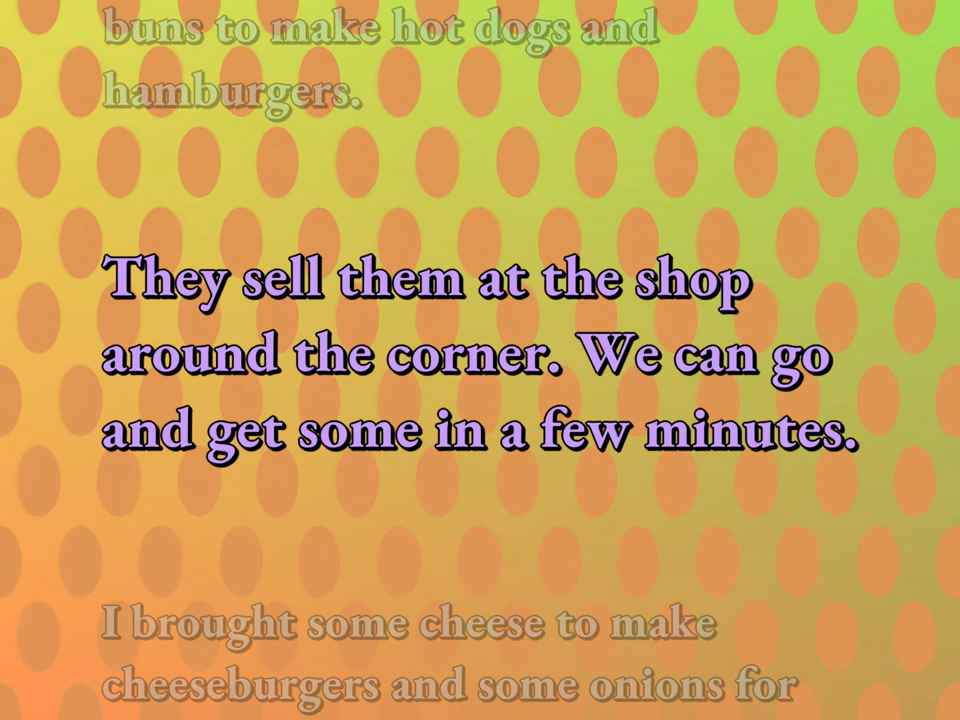 buns to make hot dogs and
hamburgers.
They sell them at the shop
around the corner. We can go
and get some in a few minutes.
I brought some cheese to make
cheeseburgers and some onions for